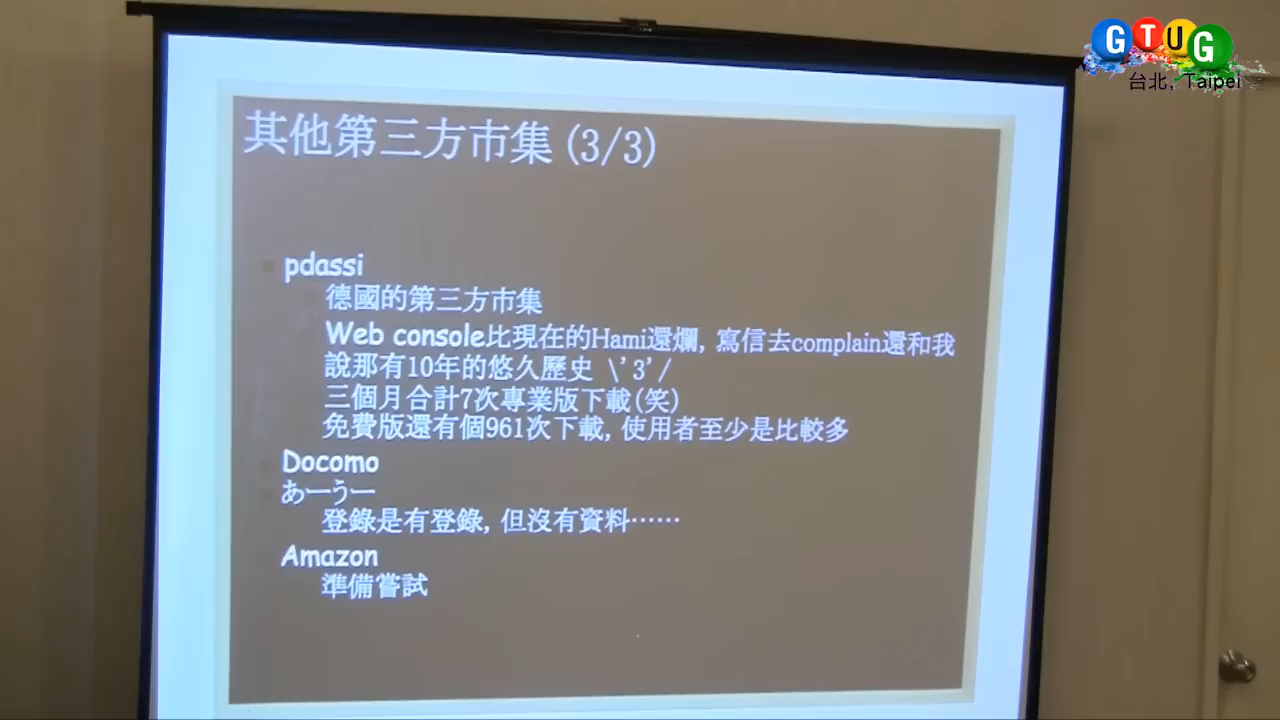 GTUG
台北, Taipei
其他第三方市集 (3/3)
pdassi
德國的第三方市集
Web console比現在的Hami還爛, 寫信去complain還和我
說那有10年的悠久歷史 \'3'/
三個月合計7次專業版下載(笑)
免費版還有個961次下載, 使用者至少是比較多
Docomo
あーうー
登錄是有登錄, 但沒有資料……
Amazon
準備嘗試